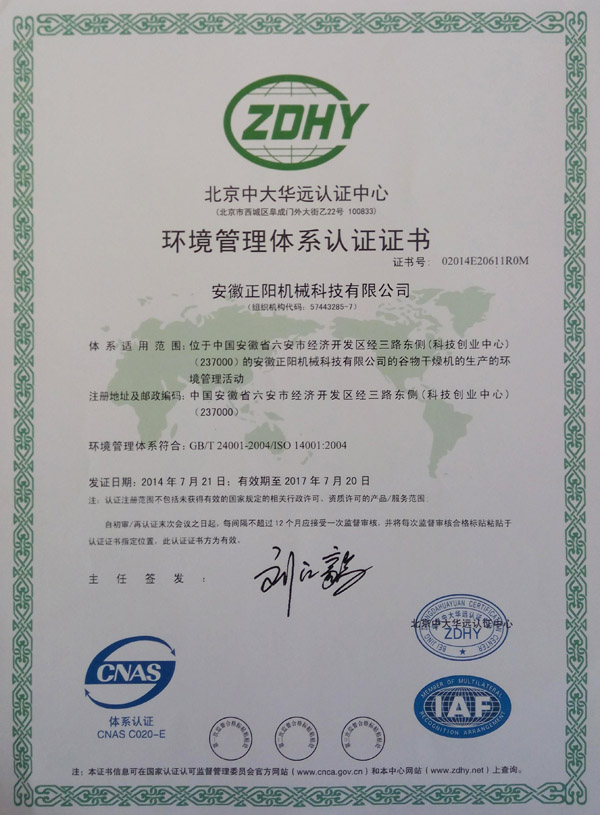 ZDHY
北京中大华远认证中心
(北京市西城区阜成门外大街乙22号 100833)
环境管理体系认证证书
证书号: 02014E20611R0M
安徽正阳机械科技有限公司
(组织机构代码: 57443285-7)
体系适用范围: 位于中国安徽省六安市经济开发区经三路东侧(科技创业中心)
(237000) 的安徽正阳机械科技有限公司的谷物干燥机的生产的环
境管理活动
注册地址及邮政编码: 中国安徽省六安市经济开发区经三路东侧(科技创业中心)
(237000)
环境管理体系符合: GB/T 24001-2004/ISO 14001:2004
发证日期: 2014 年 7 月 21 日; 有效期至 2017 年 7 月 20 日
注: 认证注册范围不包括未获得有效的国家规定的相关行政许可、资质许可的产品/服务范围
自初审/再认证末次会议之日起, 每间隔不超过 12 个月应接受一次监督审核, 并将每次监督审核合格标贴粘贴于
认证证书指定位置, 此认证证书方为有效。
主任签发:
北京中大华远认证中心
ZDHY
CNAS
体系认证
CNAS C020-E
MEMBER OF MULTILATERAL
IAF
RECOGNITION ARRANGEMENT
注: 本证书信息可在国家认证认可监督管理委员会官方网站 (www.cnca.gov.cn) 和本中心网站 (www.zdhy.net) 上查询。